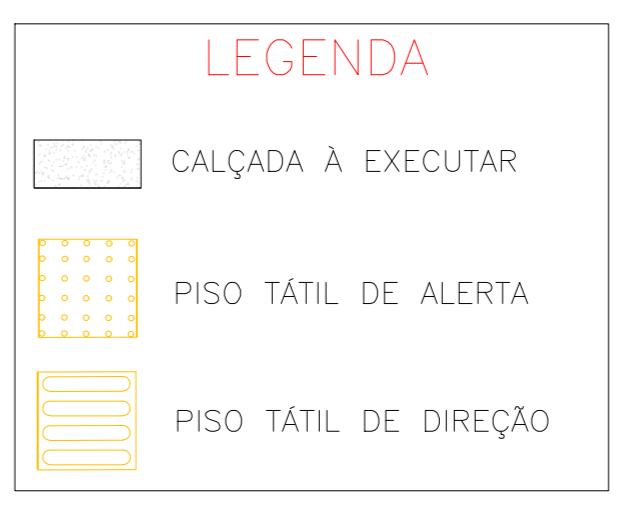 LEGENDA
CALÇADA À EXECUTAR
PISO TÁTIL DE ALERTA
PISO TÁTIL DE DIREÇÃO